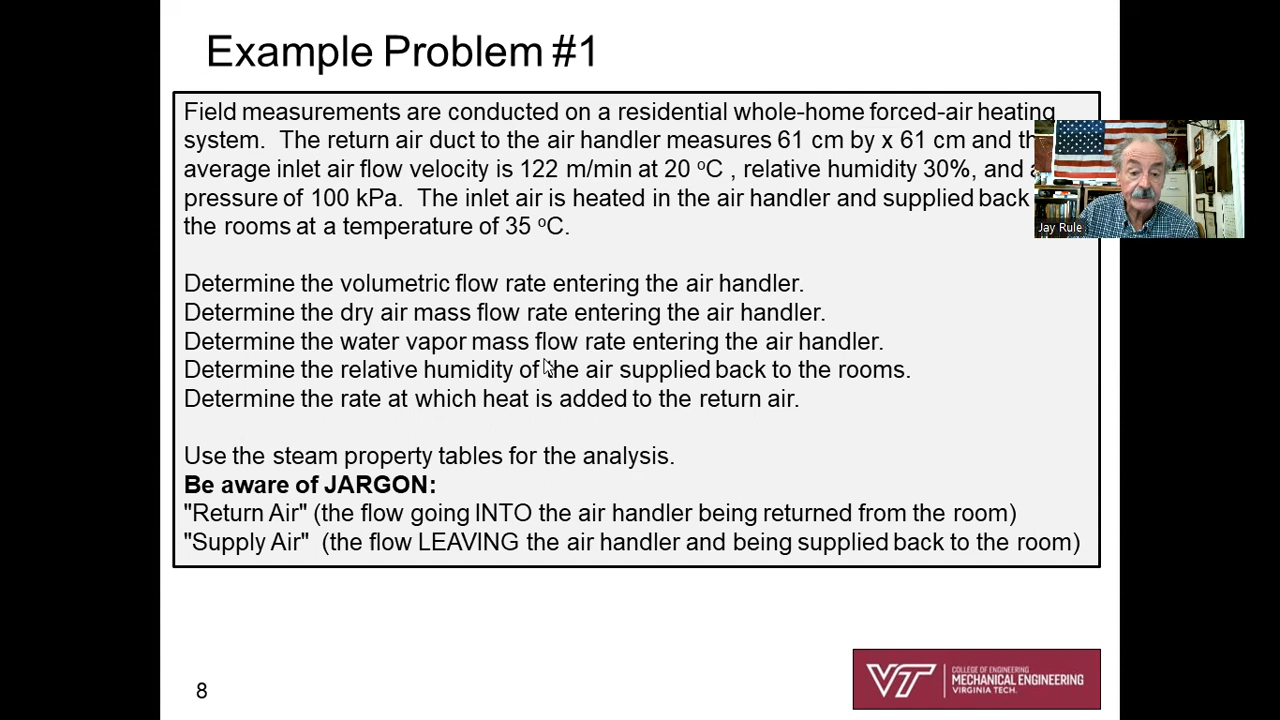 Example Problem #1
Field measurements are conducted on a residential whole-home forced-air heating
system. The return air duct to the air handler measures 61 cm by x 61 cm and
average inlet air flow velocity is 122 m/min at 20 ºC , relative humidity 30%, and
pressure of 100 kPa. The inlet air is heated in the air handler and supplied back
the rooms at a temperature of 35 ºC.
Jay Rule
Determine the volumetric flow rate entering the air handler.
Determine the dry air mass flow rate entering the air handler.
Determine the water vapor mass flow rate entering the air handler.
Determine the relative humidity of the air supplied back to the rooms.
Determine the rate at which heat is added to the return air.
Use the steam property tables for the analysis.
Be aware of JARGON:
"Return Air" (the flow going INTO the air handler being returned from the room)
"Supply Air" (the flow LEAVING the air handler and being supplied back to the room)
8
VT
COLLEGE OF ENGINEERING
MECHANICAL ENGINEERING
VIRGINIA TECH.